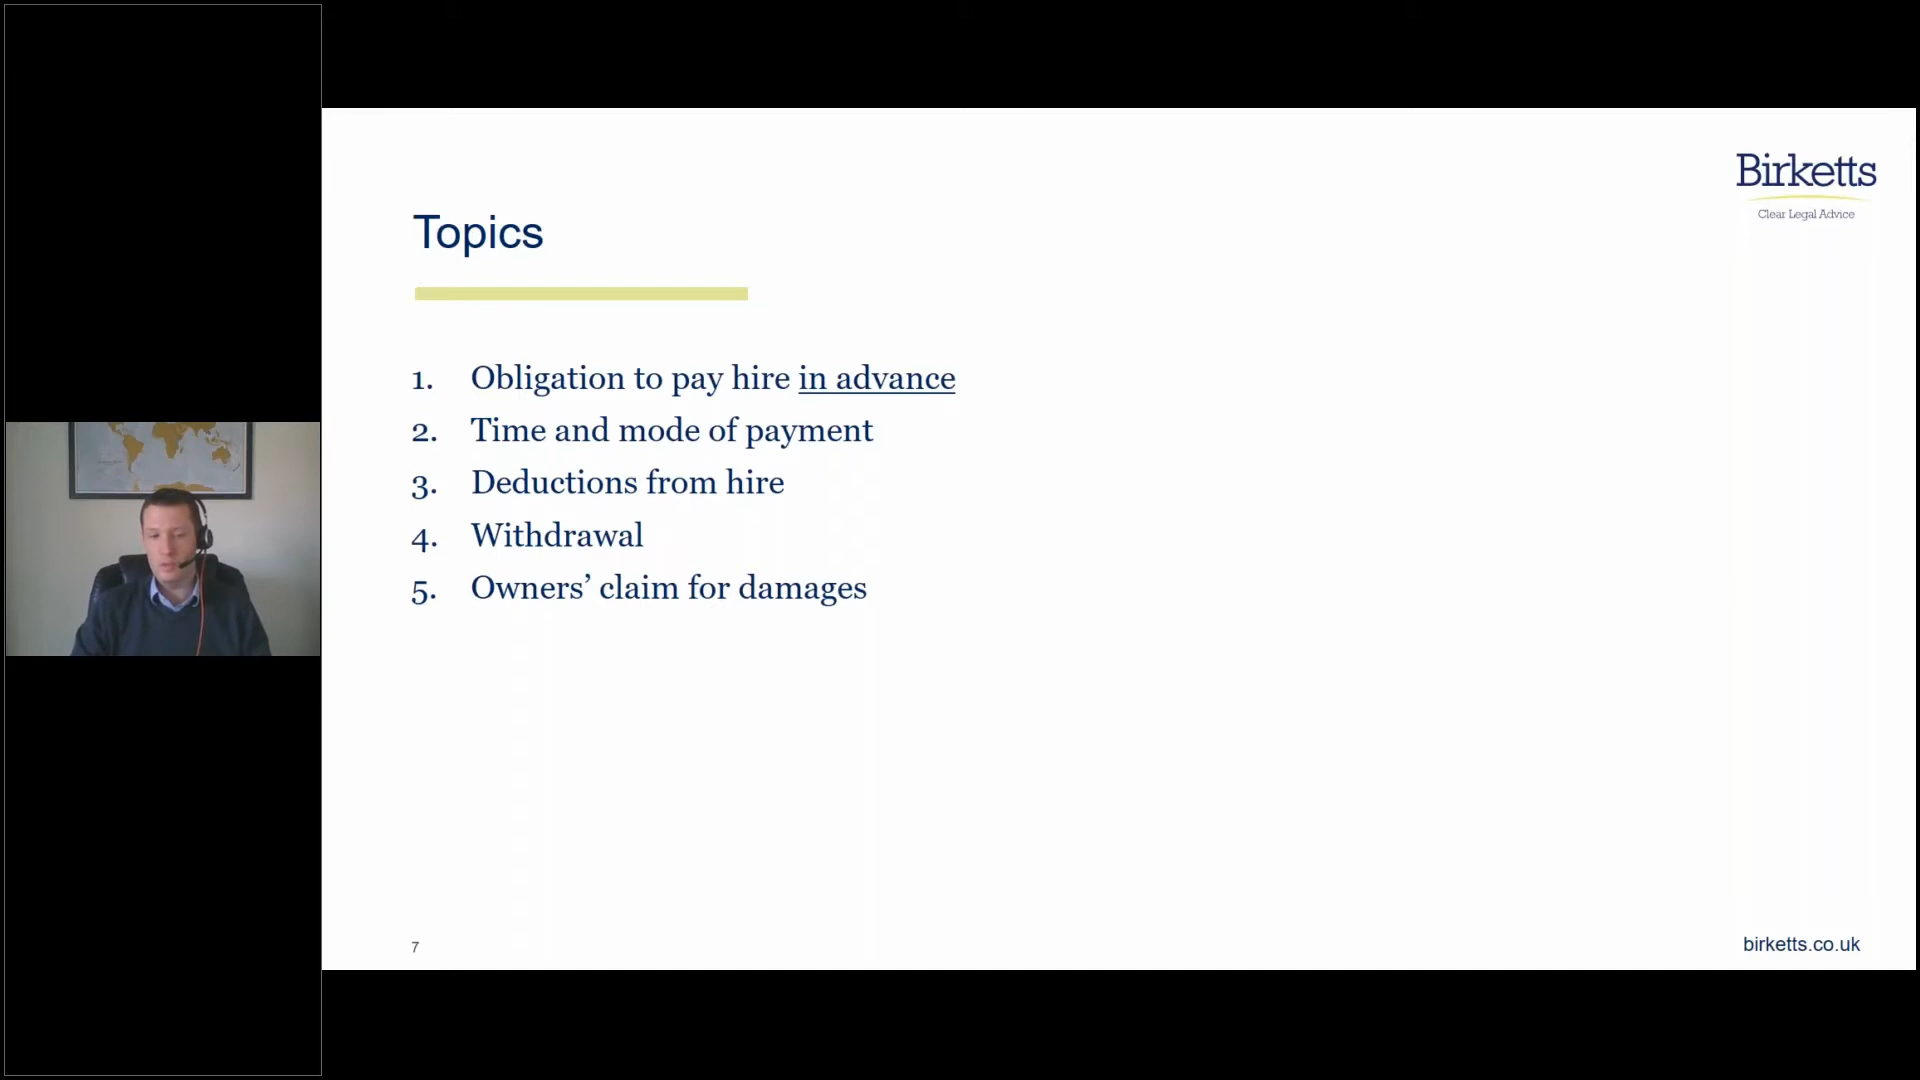 Birketts
Clear Legal Advice
Topics
1. Obligation to pay hire in advance
2. Time and mode of payment
3. Deductions from hire
4. Withdrawal
5. Owners’ claim for damages
7
birketts.co.uk